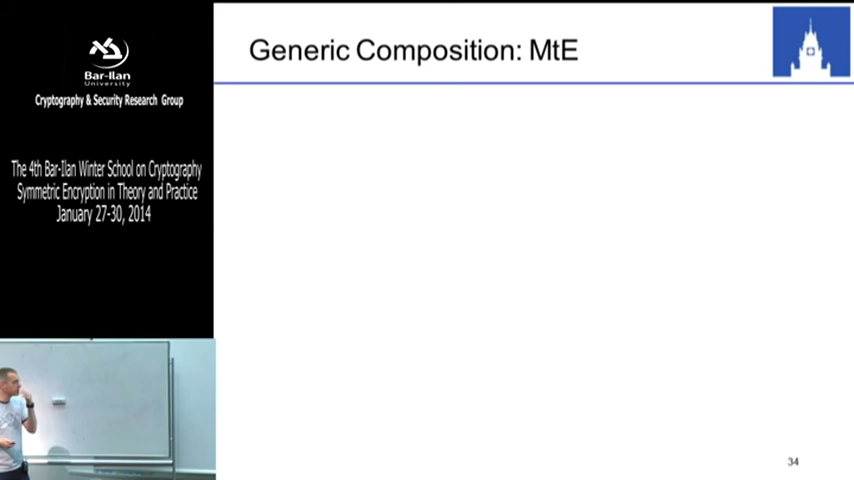 Bar-Ilan
University
Cryptography & Security Research Group
The 4th Bar-Ilan Winter School on Cryptography
Symmetric Encryption in Theory and Practice
January 27-30, 2014
Generic Composition: MtE
34